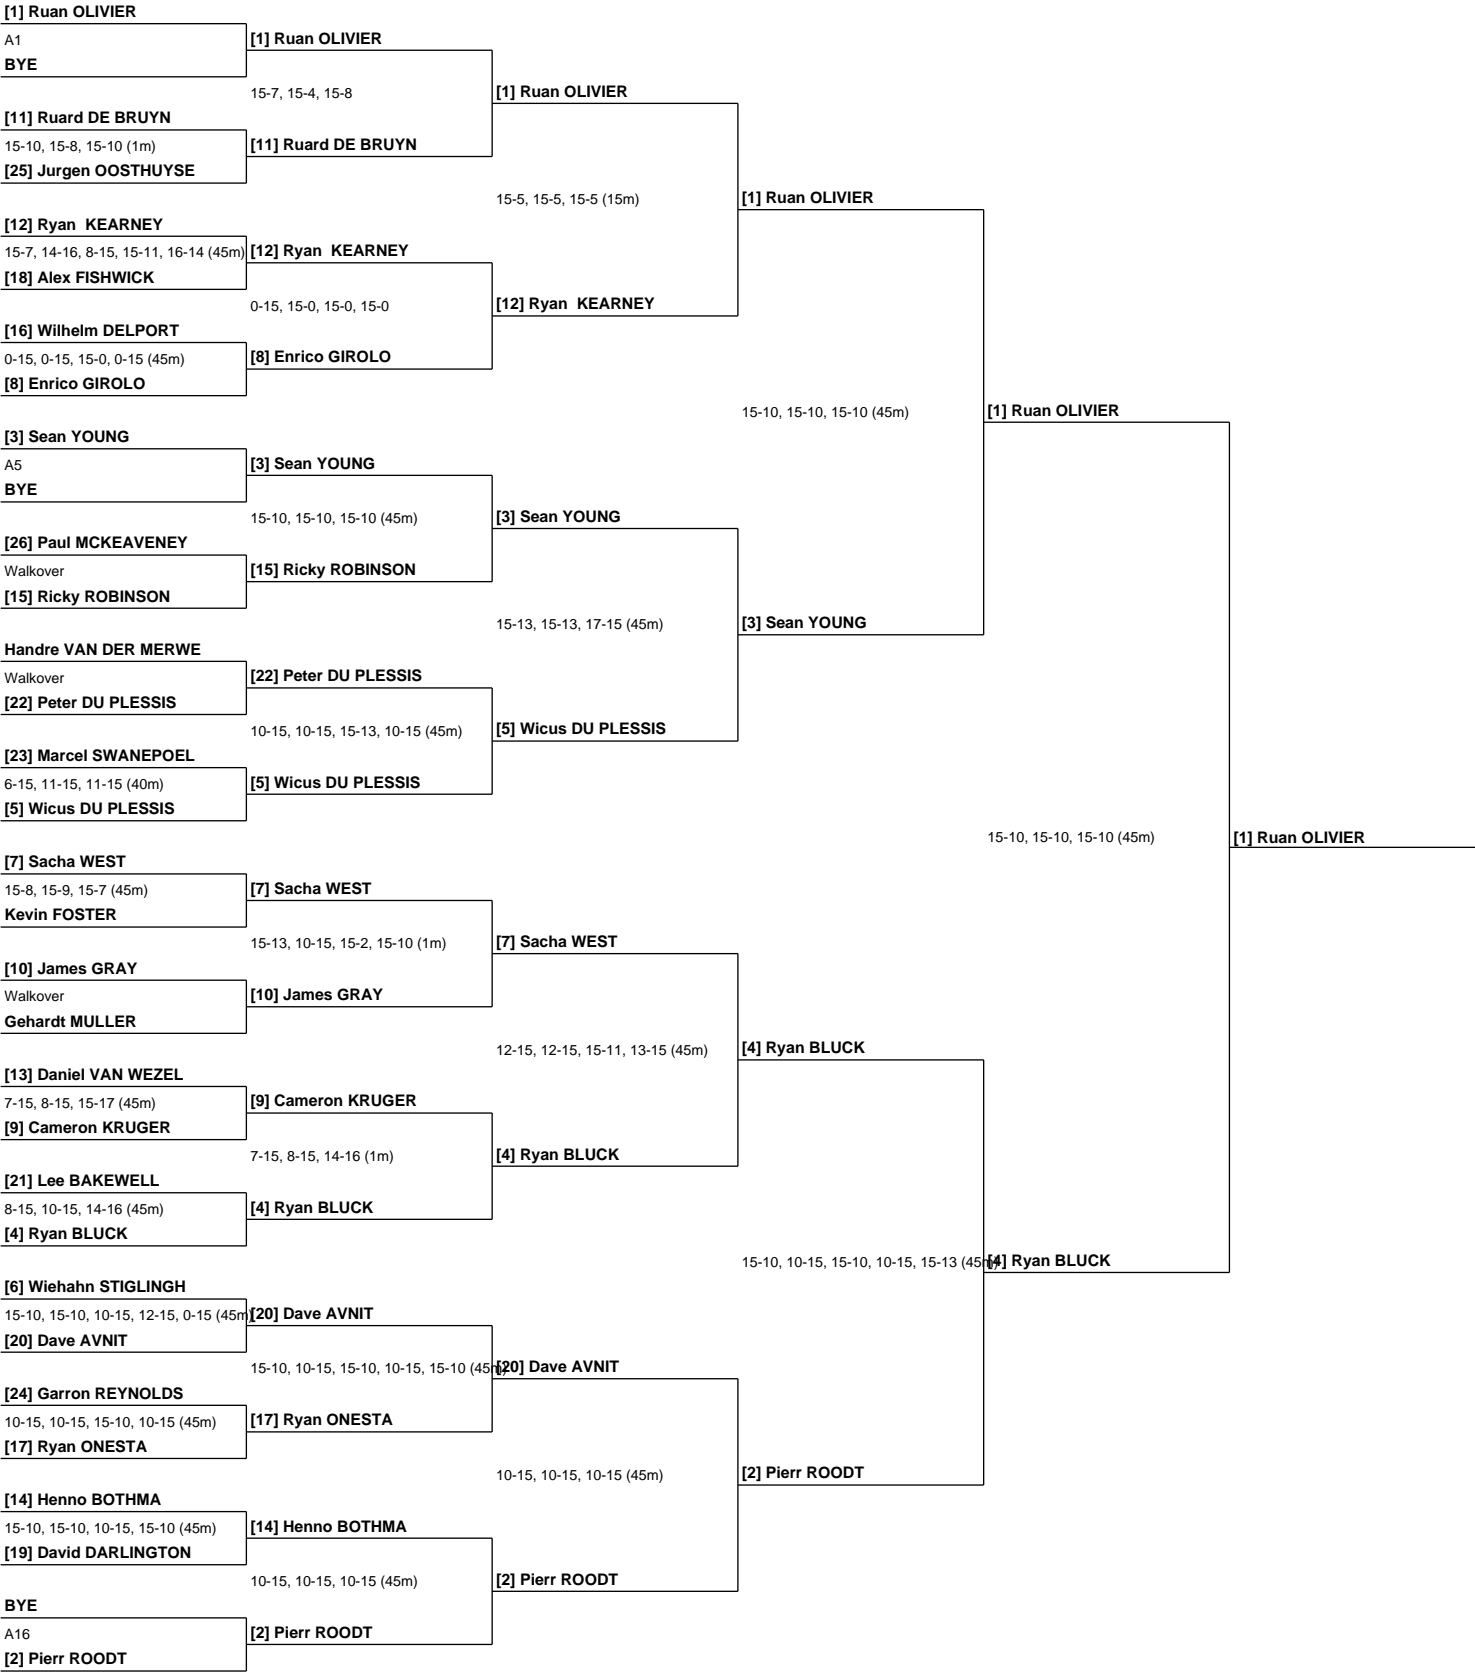 [1] Ruan OLIVIER
A1
BYE
[11] Ruard DE BRUYN
15-10, 15-8, 15-10 (1m)
[25] Jurgen OOSTHUYSE
[12] Ryan  KEARNEY
15-7, 14-16, 8-15, 15-11, 16-14 (45m)
[18] Alex FISHWICK
[16] Wilhelm DELPORT
0-15, 0-15, 15-0, 0-15 (45m)
[8] Enrico GIROLO
[3] Sean YOUNG
A5
BYE
[26] Paul MCKEAVENEY
Walkover
[15] Ricky ROBINSON
Handre VAN DER MERWE
Walkover
[22] Peter DU PLESSIS
[23] Marcel SWANEPOEL
6-15, 11-15, 11-15 (40m)
[5] Wicus DU PLESSIS
[7] Sacha WEST
15-8, 15-9, 15-7 (45m)
Kevin FOSTER
[10] James GRAY
Walkover
Gehardt MULLER
[13] Daniel VAN WEZEL
7-15, 8-15, 15-17 (45m)
[9] Cameron KRUGER
[21] Lee BAKEWELL
8-15, 10-15, 14-16 (45m)
[4] Ryan BLUCK
[6] Wiehahn STIGLINGH
15-10, 15-10, 10-15, 12-15, 0-15 (45m)
[20] Dave AVNIT
[24] Garron REYNOLDS
10-15, 10-15, 15-10, 10-15 (45m)
[17] Ryan ONESTA
[14] Henno BOTHMA
15-10, 15-10, 10-15, 15-10 (45m)
[19] David DARLINGTON
BYE
A16
[2] Pierr ROODT
[1] Ruan OLIVIER
15-7, 15-4, 15-8
[11] Ruard DE BRUYN
[12] Ryan  KEARNEY
0-15, 15-0, 15-0, 15-0
[8] Enrico GIROLO
[3] Sean YOUNG
15-10, 15-10, 15-10 (45m)
[15] Ricky ROBINSON
[22] Peter DU PLESSIS
10-15, 10-15, 15-13, 10-15 (45m)
[5] Wicus DU PLESSIS
[7] Sacha WEST
15-13, 10-15, 15-2, 15-10 (1m)
[10] James GRAY
[9] Cameron KRUGER
7-15, 8-15, 14-16 (1m)
[4] Ryan BLUCK
[20] Dave AVNIT
15-10, 10-15, 15-10, 10-15, 15-10 (45m)
[17] Ryan ONESTA
[14] Henno BOTHMA
10-15, 10-15, 10-15 (45m)
[2] Pierr ROODT
[1] Ruan OLIVIER
15-5, 15-5, 15-5 (15m)
[12] Ryan  KEARNEY
[3] Sean YOUNG
15-13, 15-13, 17-15 (45m)
[5] Wicus DU PLESSIS
[7] Sacha WEST
12-15, 12-15, 15-11, 13-15 (45m)
[4] Ryan BLUCK
[20] Dave AVNIT
10-15, 10-15, 10-15 (45m)
[2] Pierr ROODT
[1] Ruan OLIVIER
15-10, 15-10, 15-10 (45m)
[3] Sean YOUNG
[4] Ryan BLUCK
15-10, 10-15, 15-10, 10-15, 15-13 (45m)
[2] Pierr ROODT
[1] Ruan OLIVIER
15-10, 15-10, 15-10 (45m)
[4] Ryan BLUCK
[1] Ruan OLIVIER